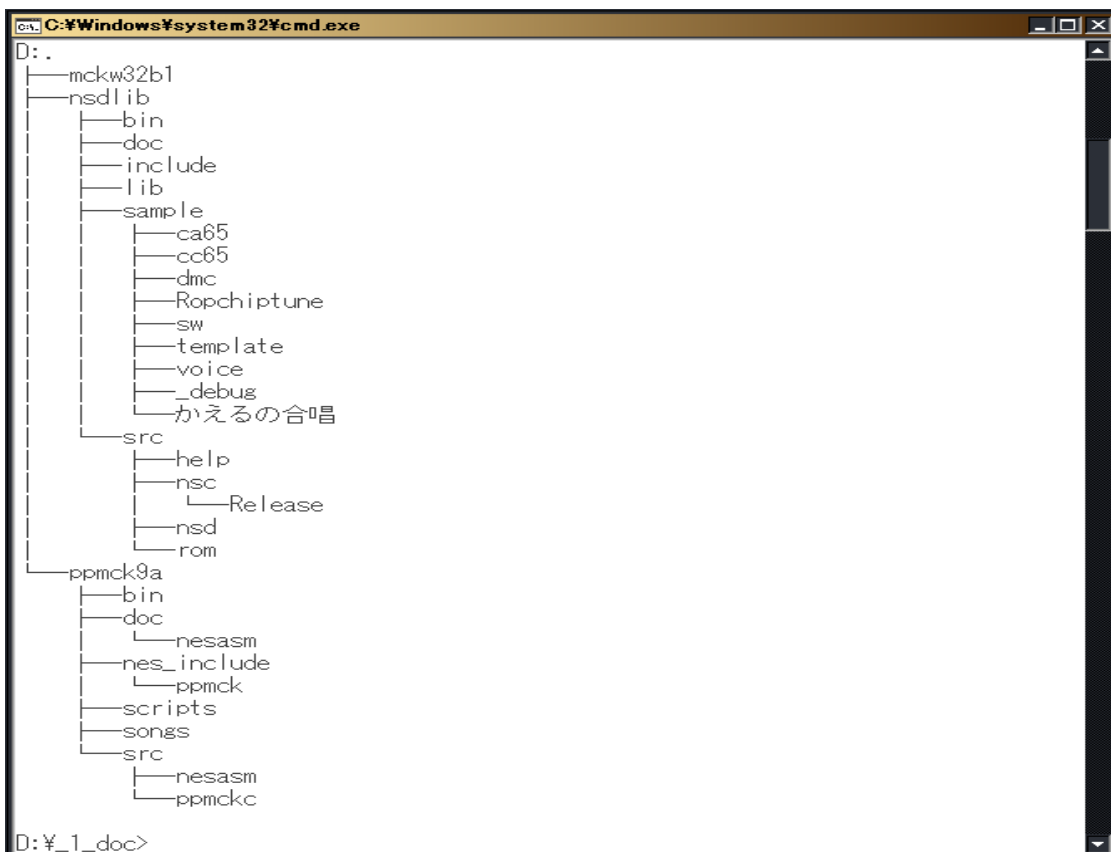 C:¥Windows¥system32¥cmd.exe
D:.
├──mckw32b1
├──nsdlib
│  ├──bin
│  ├──doc
│  ├──include
│  ├──lib
│  ├──sample
│  │  ├──ca65
│  │  ├──cc65
│  │  ├──dmc
│  │  ├──Ropchiptune
│  │  ├──sw
│  │  ├──template
│  │  ├──voice
│  │  ├──_debug
│  │  └──かえるの合唱
│  └──src
│      ├──help
│      ├──nsc
│      │  └──Release
│      ├──nsd
│      └──rom
└──ppmck9a
    ├──bin
    ├──doc
    │  └──nesasm
    ├──nes_include
    │  └──ppmck
    ├──scripts
    ├──songs
    └──src
        ├──nesasm
        └──ppmckc
D:¥_1_doc>